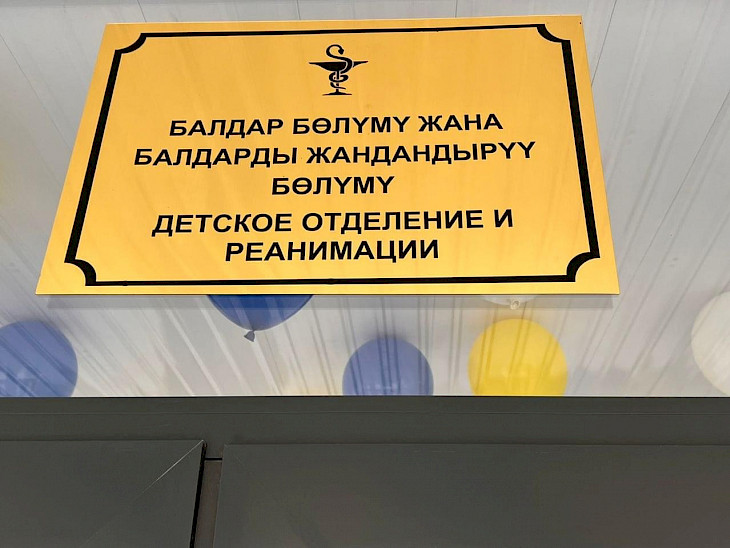 БАЛДАР БӨЛҮМҮ ЖАНА
БАЛДАРДЫ ЖАНДАНДЫРУУ
БӨЛҮМҮ
ДЕТСКОЕ ОТДЕЛЕНИЕ И
РЕАНИМАЦИИ